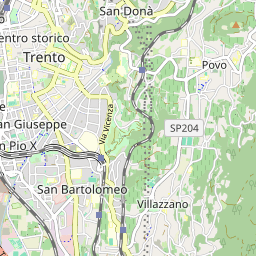 San Donà
entro storico
Trento
Povo
Via Vicenza
an Giuseppe
SP204
n Pio X
San Bartolomeo
Villazzano